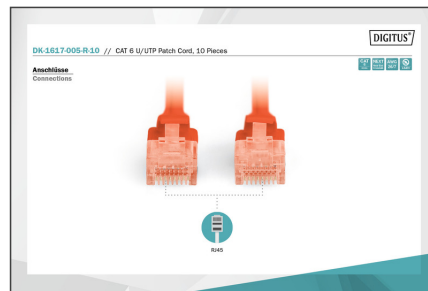 DIGITUS®
DK-1617-005-R-10 // CAT 6 U/UTP Patch Cord, 10 Pieces
Anschlüsse
Connections
RJ45